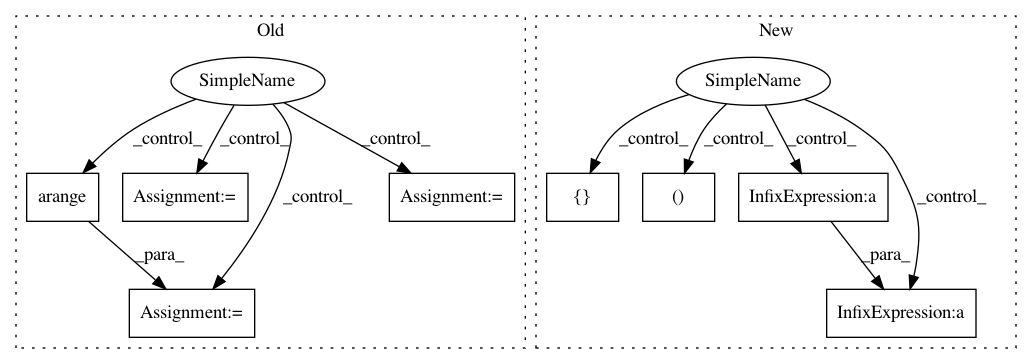 Old
New
SimpleName
SimpleName
_control_
_control_
_control_
_control_
_control_
_control_
arange
Assignment:=
_control_
Assignment:=
{}
()
InfixExpression:a
_control_
_para_
_para_
Assignment:=
InfixExpression:a